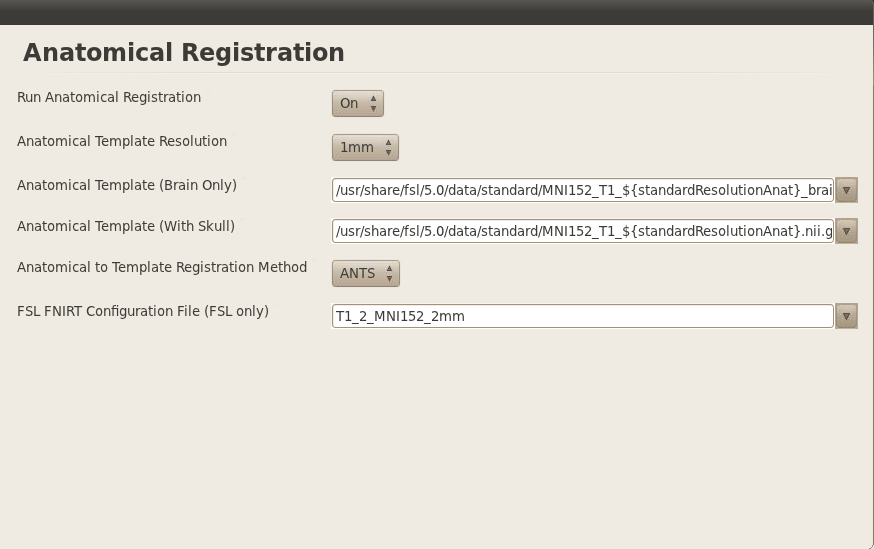 Anatomical Registration
Run Anatomical Registration On
Anatomical Template Resolution 1mm
Anatomical Template (Brain Only) /usr/share/fsl/5.0/data/standard/MNI152_T1_${standardResolutionAnat}_brai
Anatomical Template (With Skull) /usr/share/fsl/5.0/data/standard/MNI152_T1_${standardResolutionAnat}.nii.g
Anatomical to Template Registration Method ANTS
FSL FNIRT Configuration File (FSL only) T1_2_MNI152_2mm